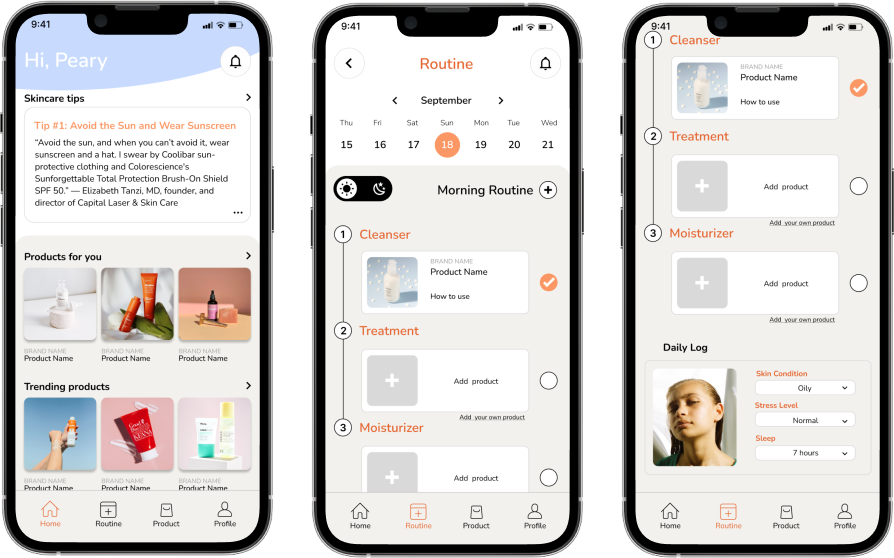 9:41
Hi, Peary
Skincare tips
Tip #1: Avoid the Sun and Wear Sunscreen
“Avoid the sun, and when you can’t avoid it, wear
sunscreen and a hat. I swear by Coolibar sun-
protective clothing and Colorescience's
Sunforgettable Total Protection Brush-On Shield
SPF 50.” — Elizabeth Tanzi, MD, founder, and
director of Capital Laser & Skin Care
Products for you
BRAND NAME BRAND NAME BRAND NAME
Product Name Product Name Product Name
Trending products
BRAND NAME BRAND NAME BRAND NAME
Product Name Product Name Product Name
Home Routine Product Profile
9:41
Routine
September
Thu Fri Sat Sun Mon Tue Wed
15 16 17 18 19 20 21
Morning Routine
1 Cleanser
BRAND NAME
Product Name
How to use
2 Treatment
Add product
Add your own product
3 Moisturizer
Add product
Home Routine Product Profile
9:41
1 Cleanser
BRAND NAME
Product Name
How to use
2 Treatment
Add product
Add your own product
3 Moisturizer
Add product
Add your own product
Daily Log
Skin Condition
Oily
Stress Level
Normal
Sleep
7 hours
Home Routine Product Profile